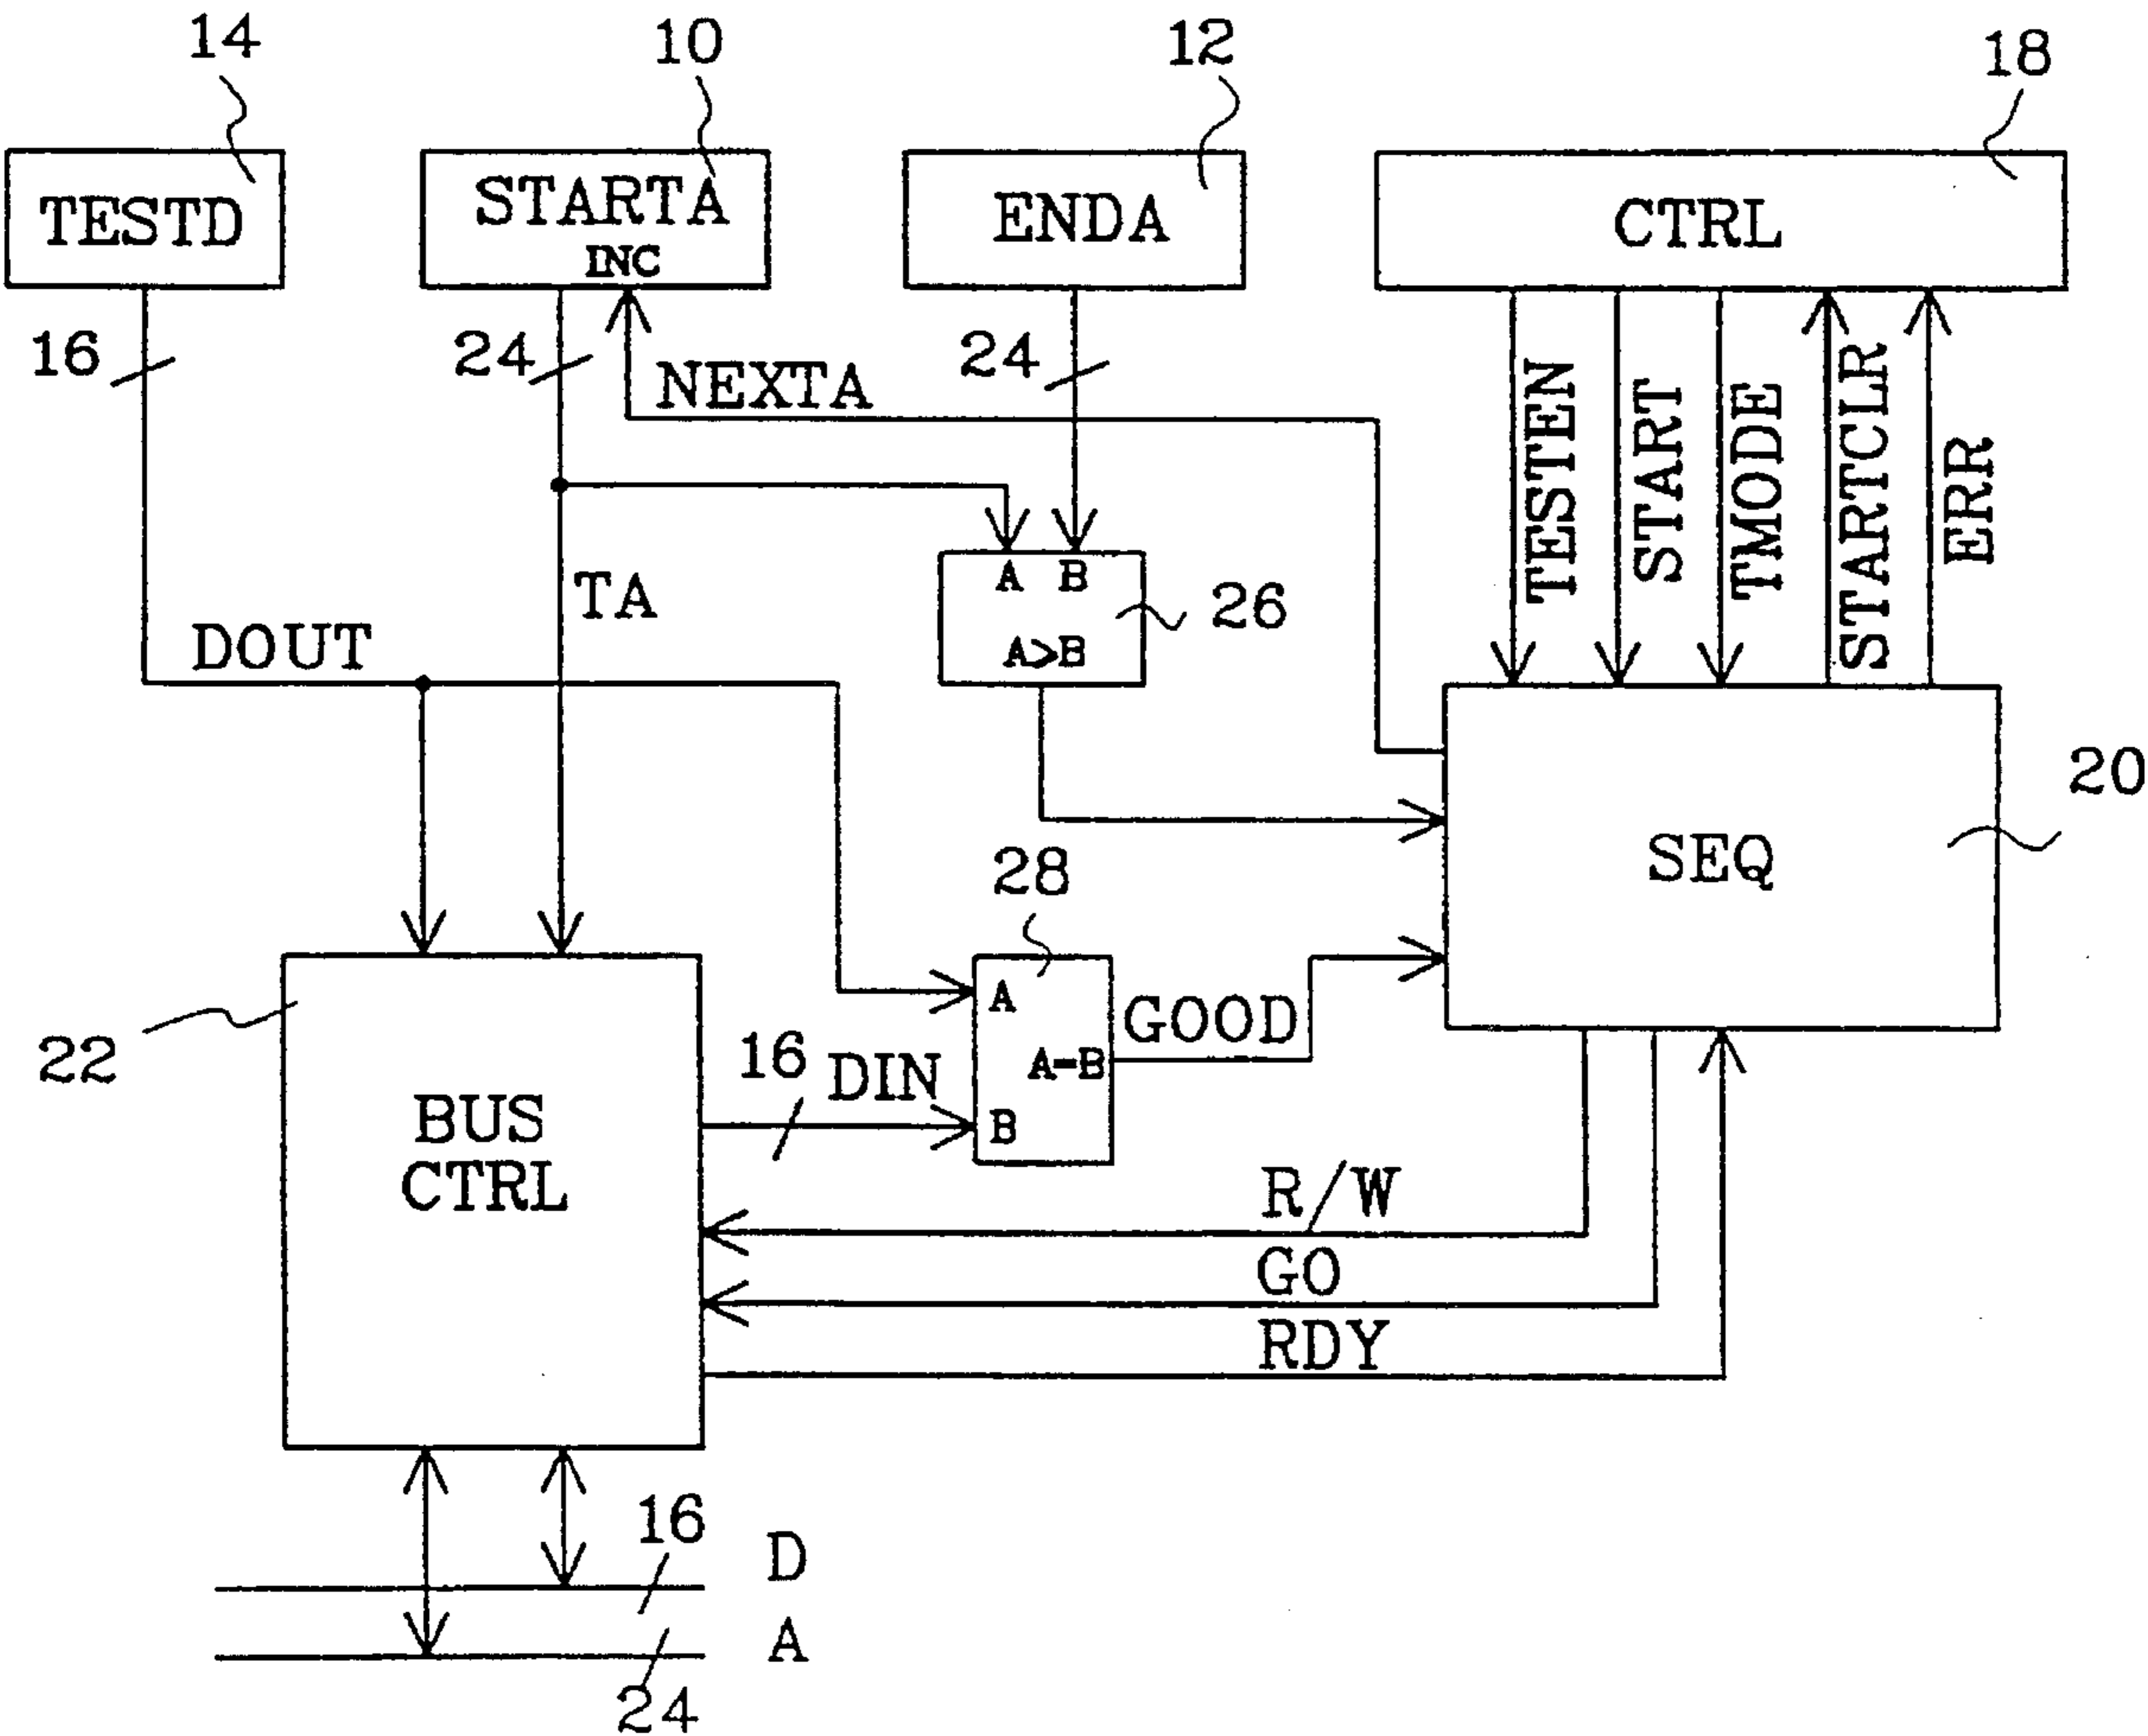 14
10
12
18
TESTD
STARTA
INC
ENDA
CTRL
16
24
NEXTA
24
TESTEN
START
TMODE
STARTCLR
ERR
A B
A>B
26
TA
DOUT
20
SEQ
28
A
A=B
B
GOOD
22
16
DIN
BUS
CTRL
R/W
GO
RDY
16
D
A
24